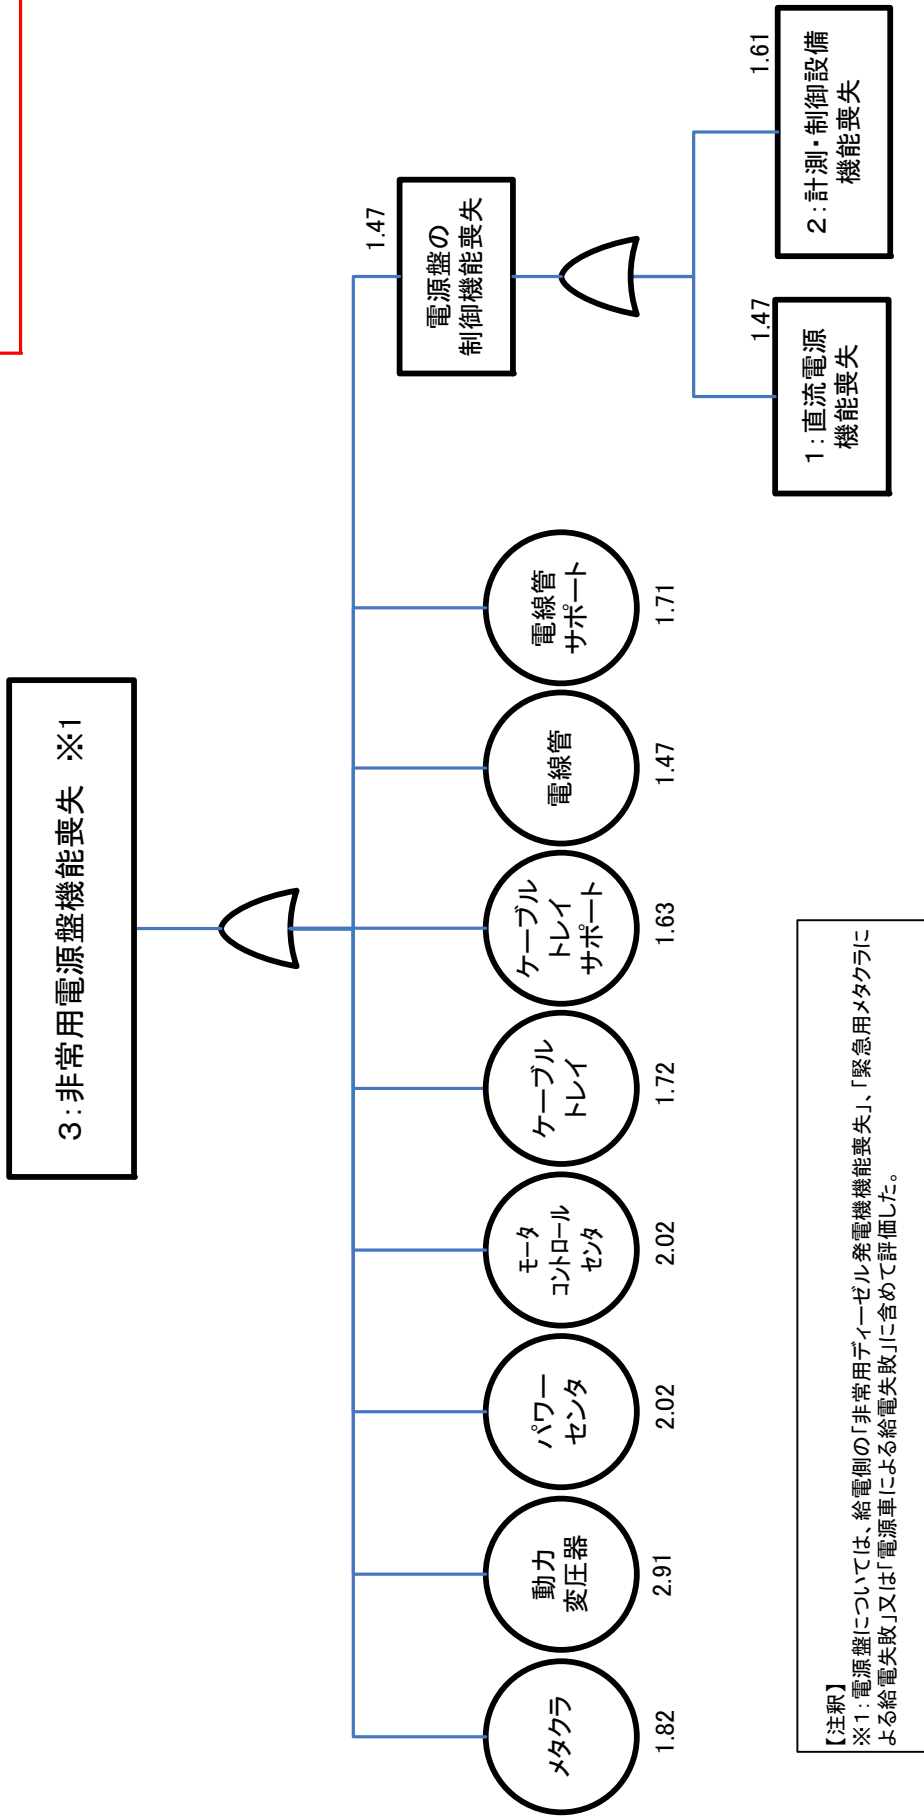 3:非常用電源盤機能喪失 ※1
メタクラ
1.82
動力
変圧器
2.91
パワー
センタ
2.02
モータ
コントロール
センタ
2.02
ケーブル
トレイ
1.72
ケーブル
トレイ
サポート
1.63
電線管
1.47
電線管
サポート
1.71
1.47
電源盤の
制御機能喪失
1.47
1:直流電源
機能喪失
1.61
2:計測・制御設備
機能喪失
【注釈】
※1:電源盤については、給電側の「非常用ディーゼル発電機機能喪失」、「緊急用メタクラに
よる給電失敗」又は「電源車による給電失敗」に含めて評価した。